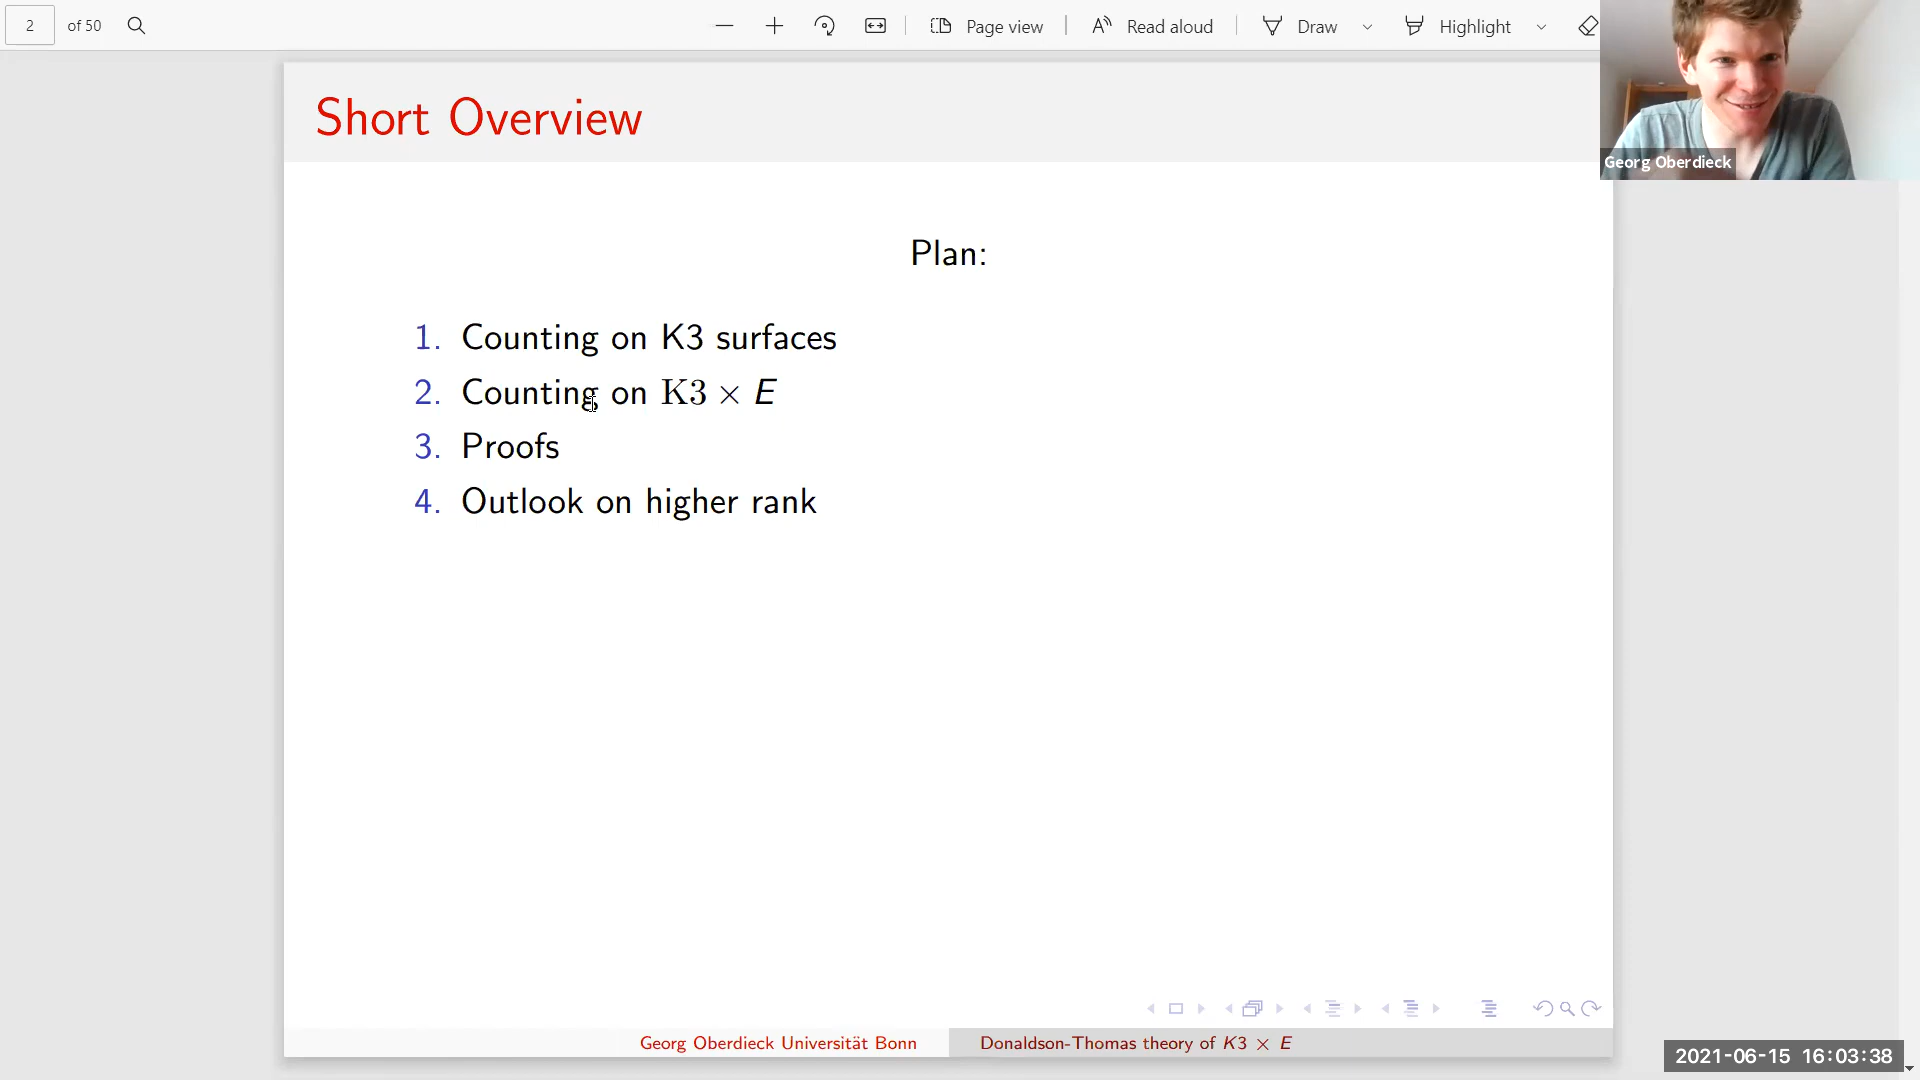 2 of 50 Page view Read aloud Draw Highlight
Short Overview
Georg Oberdieck
Plan:
1. Counting on K3 surfaces
2. Counting on K3 × E
3. Proofs
4. Outlook on higher rank
Georg Oberdieck Universität Bonn Donaldson-Thomas theory of K3 × E
2021-06-15 16:03:38